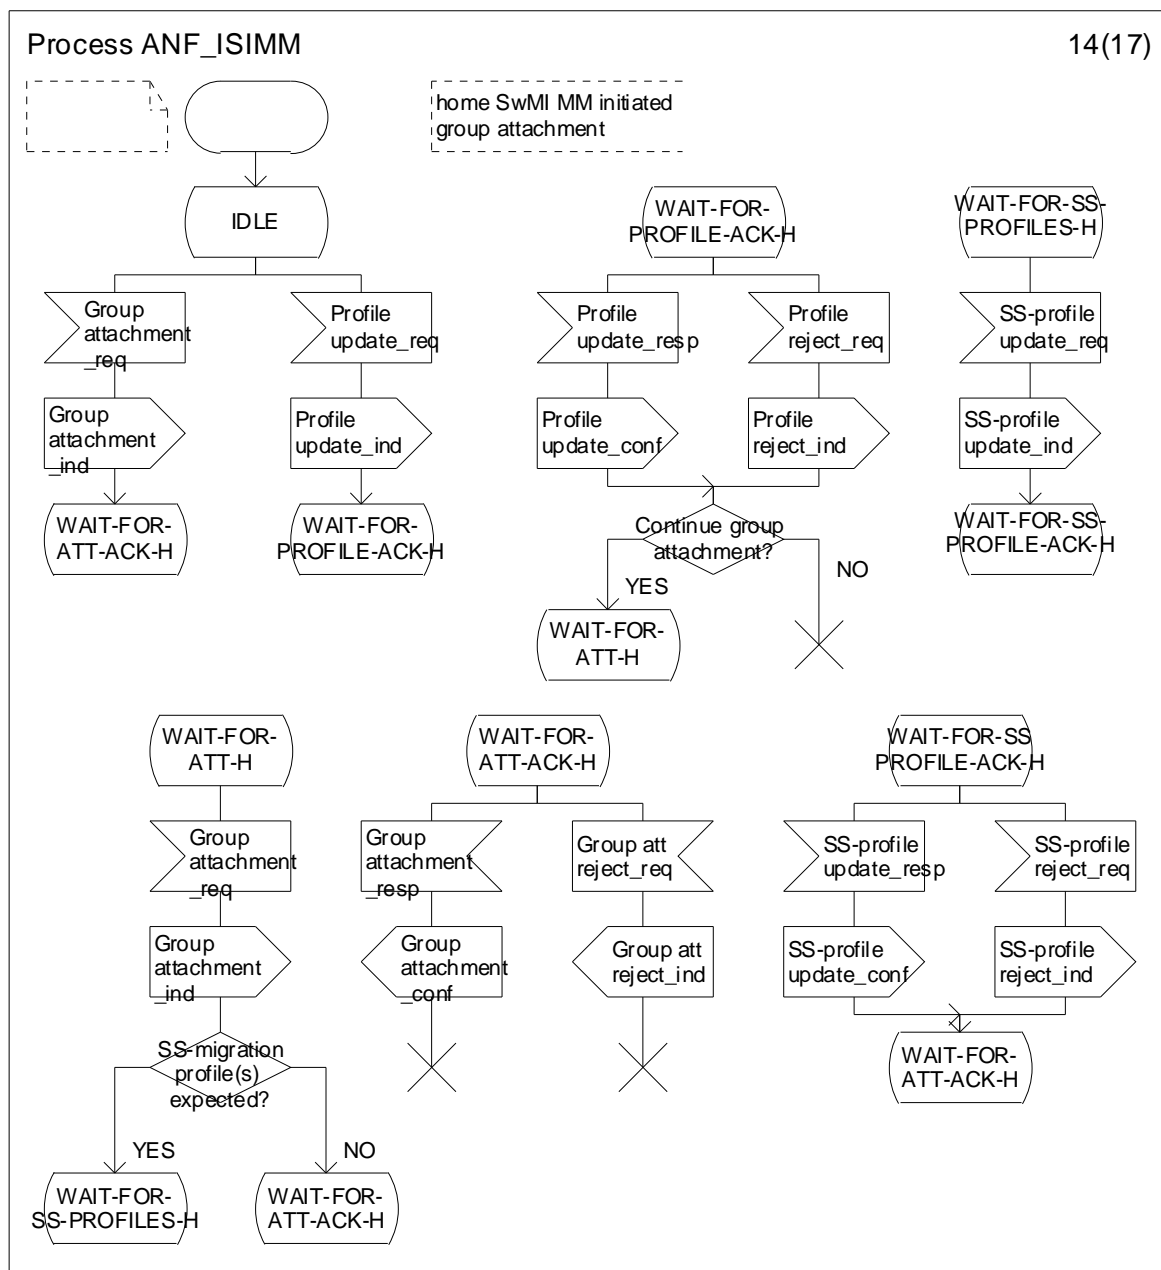 Process ANF_ISIMM
14(17)
home SwMI MM initiated
group attachment
IDLE
WAIT-FOR-
PROFILE-ACK-H
WAIT-FOR-SS-
PROFILES-H
Group
attachment
_req
Profile
update_req
Profile
update_resp
Profile
reject_req
SS-profile
update_req
Group
attachment
_ind
Profile
update_ind
Profile
update_conf
Profile
reject_ind
SS-profile
update_ind
WAIT-FOR-
ATT-ACK-H
WAIT-FOR-
PROFILE-ACK-H
Continue group
attachment?
WAIT-FOR-SS-
PROFILE-ACK-H
YES
NO
WAIT-FOR-
ATT-H
WAIT-FOR-
ATT-H
WAIT-FOR-
ATT-ACK-H
WAIT-FOR-SS
PROFILE-ACK-H
Group
attachment
_req
Group
attachment
_resp
Group att
reject_req
SS-profile
update_resp
SS-profile
reject_req
Group
attachment
_ind
Group
attachment
_conf
Group att
reject_ind
SS-profile
update_conf
SS-profile
reject_ind
SS-migration
profile(s)
expected?
WAIT-FOR-
ATT-ACK-H
YES
NO
WAIT-FOR-
SS-PROFILES-H
WAIT-FOR-
ATT-ACK-H